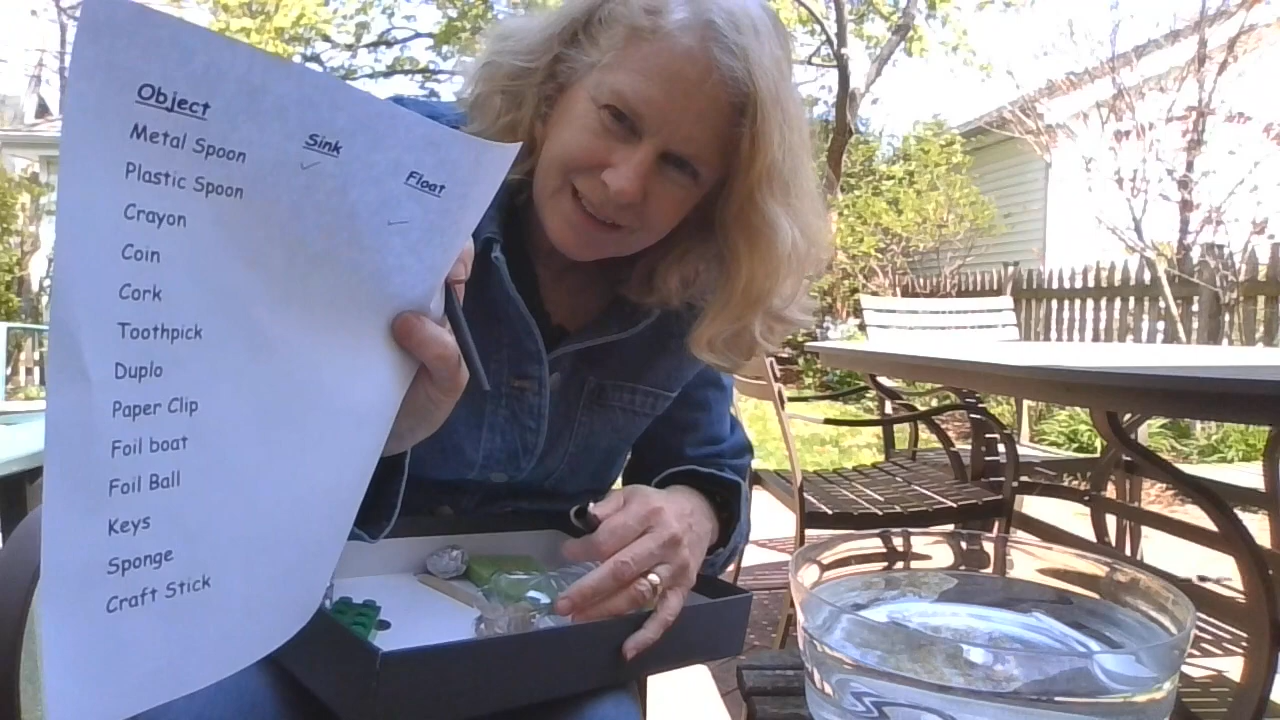 Object Sink Float
Metal Spoon ✓
Plastic Spoon ✓
Crayon
Coin
Cork
Toothpick
Duplo
Paper Clip
Foil boat
Foil Ball
Keys
Sponge
Craft Stick